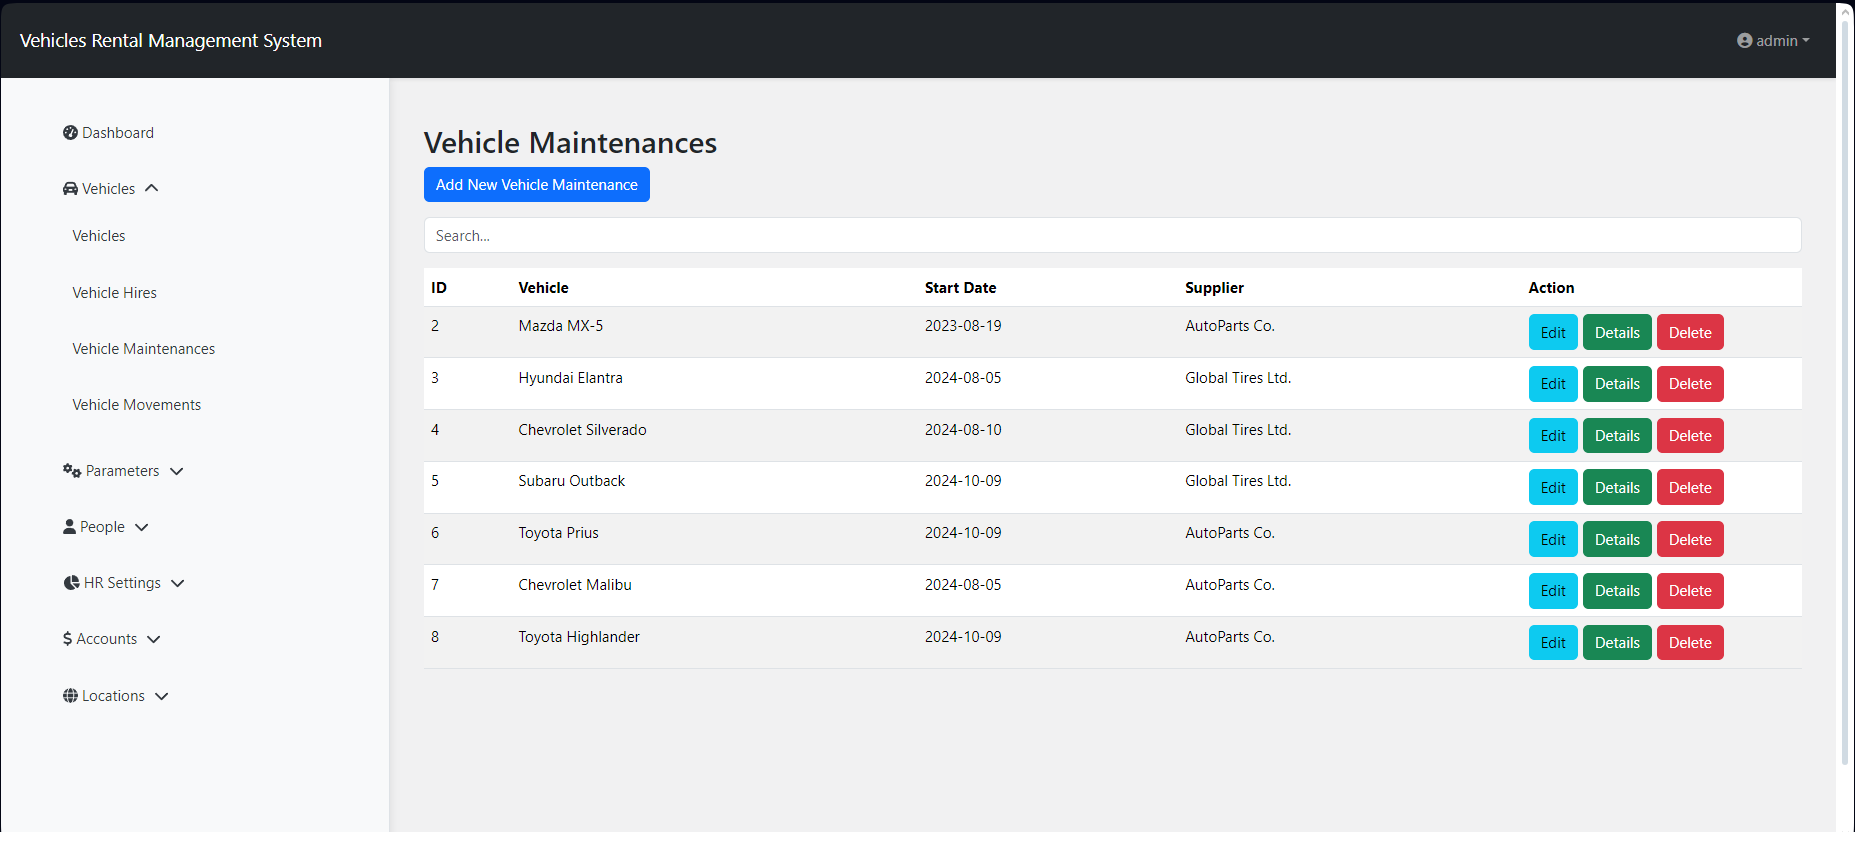 Vehicles Rental Management System
admin
Dashboard
Vehicles
Vehicles
Vehicle Hires
Vehicle Maintenances
Vehicle Movements
Parameters
People
HR Settings
$ Accounts
Locations
Vehicle Maintenances
Add New Vehicle Maintenance
Search...
ID Vehicle Start Date Supplier Action
2 Mazda MX-5 2023-08-19 AutoParts Co. Edit Details Delete
3 Hyundai Elantra 2024-08-05 Global Tires Ltd. Edit Details Delete
4 Chevrolet Silverado 2024-08-10 Global Tires Ltd. Edit Details Delete
5 Subaru Outback 2024-10-09 Global Tires Ltd. Edit Details Delete
6 Toyota Prius 2024-10-09 AutoParts Co. Edit Details Delete
7 Chevrolet Malibu 2024-08-05 AutoParts Co. Edit Details Delete
8 Toyota Highlander 2024-10-09 AutoParts Co. Edit Details Delete